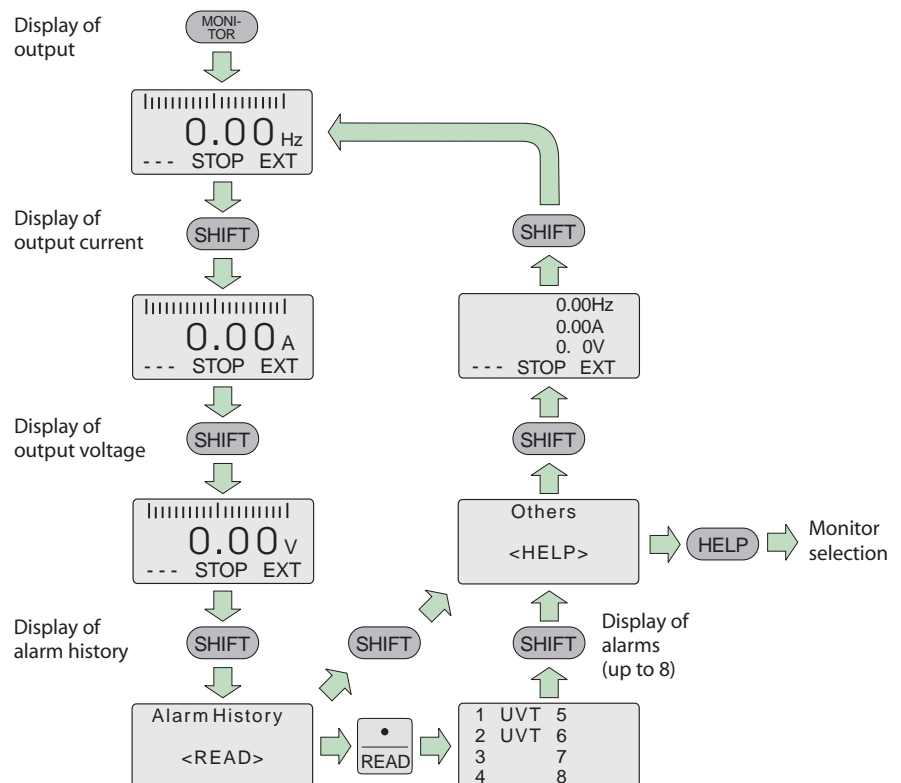 Display of
output
MONI-
TOR
0.00 Hz
--- STOP EXT
Display of
output current
SHIFT
0.00 A
--- STOP EXT
Display of
output voltage
SHIFT
0.00 V
--- STOP EXT
Display of
alarm history
SHIFT
Alarm History
<READ>
•
READ
SHIFT
1 UVT 5
2 UVT 6
3 7
4 8
SHIFT
Display of
alarms
(up to 8)
Others
<HELP>
HELP
Monitor
selection
SHIFT
0.00Hz
0.00A
0. 0V
--- STOP EXT
SHIFT